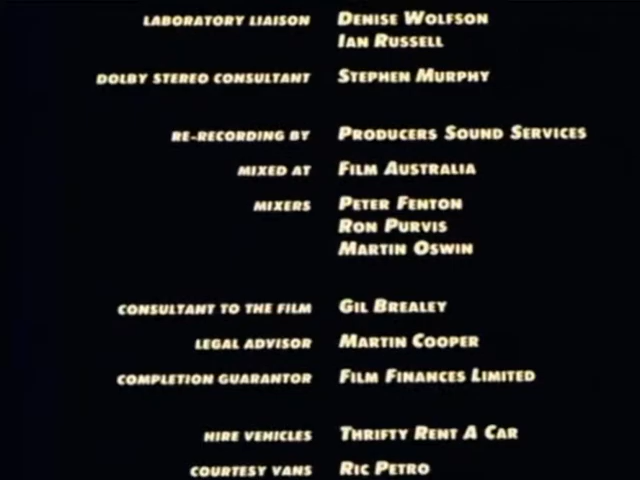 LABORATORY LIAISON DENISE WOLFSON
IAN RUSSELL
DOLBY STEREO CONSULTANT STEPHEN MURPHY
RE-RECORDING BY PRODUCERS SOUND SERVICES
MIXED AT FILM AUSTRALIA
MIXERS PETER FENTON
RON PURVIS
MARTIN OSWIN
CONSULTANT TO THE FILM GIL BREALEY
LEGAL ADVISOR MARTIN COOPER
COMPLETION GUARANTOR FILM FINANCES LIMITED
HIRE VEHICLES THRIFTY RENT A CAR
COURTESY VANS RIC PETRO